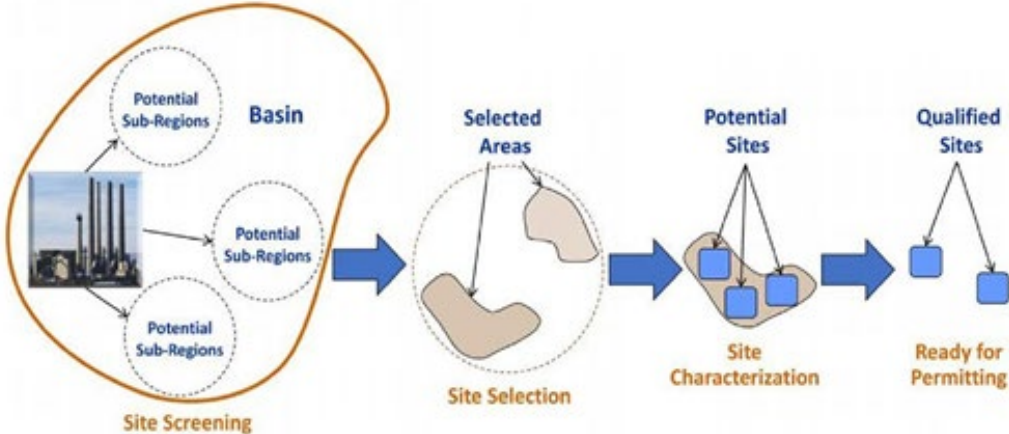 Potential
Sub-Regions
Basin
Potential
Sub-Regions
Potential
Sub-Regions
Site Screening
Selected
Areas
Site Selection
Potential
Sites
Site
Characterization
Qualified
Sites
Ready for
Permitting